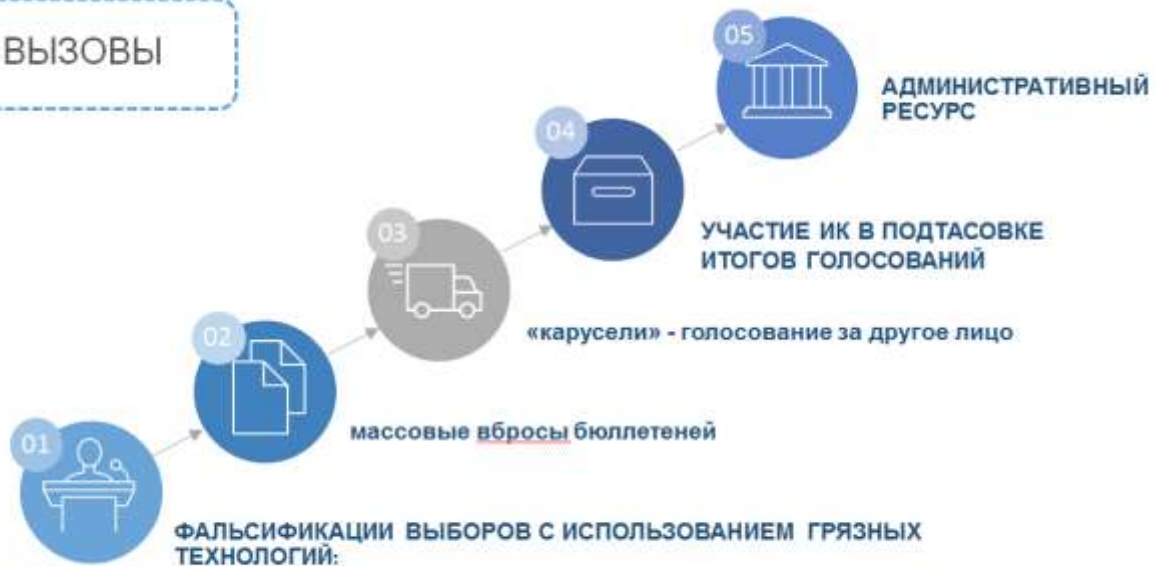 ВЫЗОВЫ
05
АДМИНИСТРАТИВНЫЙ
РЕСУРС
04
УЧАСТИЕ ИК В ПОДТАСОВКЕ
ИТОГОВ ГОЛОСОВАНИЙ
03
«карусели» - голосование за другое лицо
02
массовые вбросы бюллетеней
01
ФАЛЬСИФИКАЦИИ ВЫБОРОВ С ИСПОЛЬЗОВАНИЕМ ГРЯЗНЫХ
ТЕХНОЛОГИЙ: